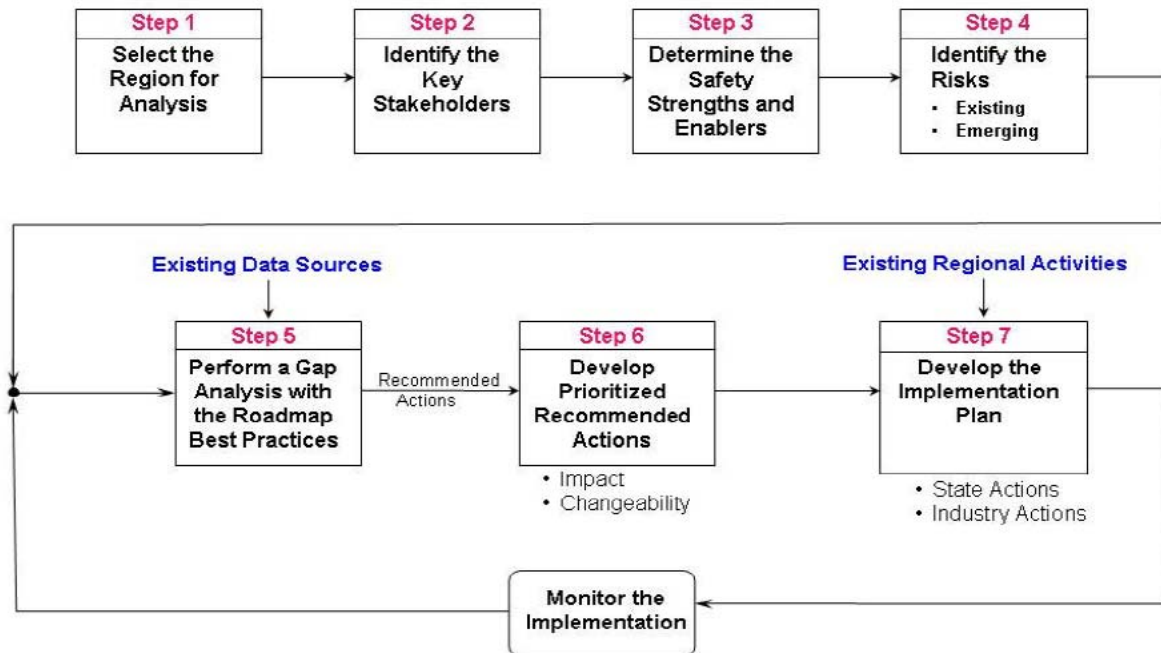 Step 1
Select the
Region for
Analysis
Step 2
Identify the
Key
Stakeholders
Step 3
Determine the
Safety
Strengths and
Enablers
Step 4
Identify the
Risks
• Existing
• Emerging
Existing Data Sources
Existing Regional Activities
Step 5
Perform a Gap
Analysis with
the Roadmap
Best Practices
Recommended
Actions
Step 6
Develop
Prioritized
Recommended
Actions
• Impact
• Changeability
Step 7
Develop the
Implementation
Plan
• State Actions
• Industry Actions
Monitor the
Implementation